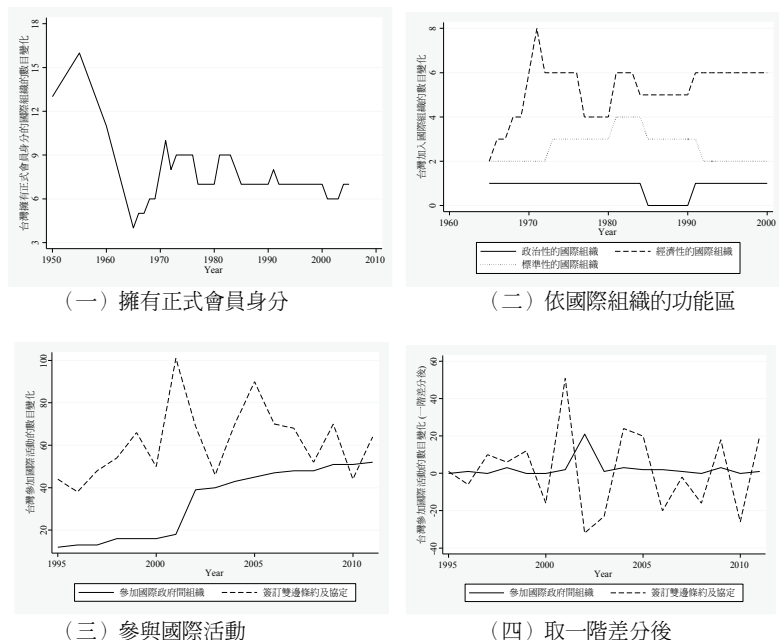 台灣擁有正式會員身分的國際組織的數目變化
18
15
12
9
6
3
1950 1960 1970 1980 1990 2000 2010
Year
（一）擁有正式會員身分
台灣加入國際組織的數目變化
8
6
4
2
0
1960 1970 1980 1990 2000
Year
政治性的國際組織 經濟性的國際組織
標準性的國際組織
（二）依國際組織的功能區
台灣參加國際活動的數目變化
100
80
60
40
20
1995 2000 2005 2010
Year
參加國際政府間組織 簽訂雙邊條約及協定
（三）參與國際活動
台灣參加國際活動的數目變化 (一階差分後)
60
40
20
0
-20
-40
1995 2000 2005 2010
Year
參加國際政府間組織 簽訂雙邊條約及協定
（四）取一階差分後